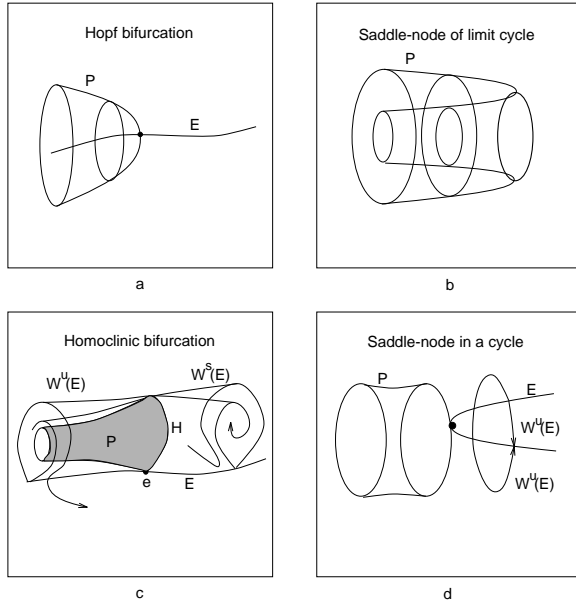 Hopf bifurcation
P
E
a
Saddle-node of limit cycle
P
b
Homoclinic bifurcation
W^u(E)
W^s(E)
P
H
e
E
c
Saddle-node in a cycle
P
E
W^u(E)
W^u(E)
d